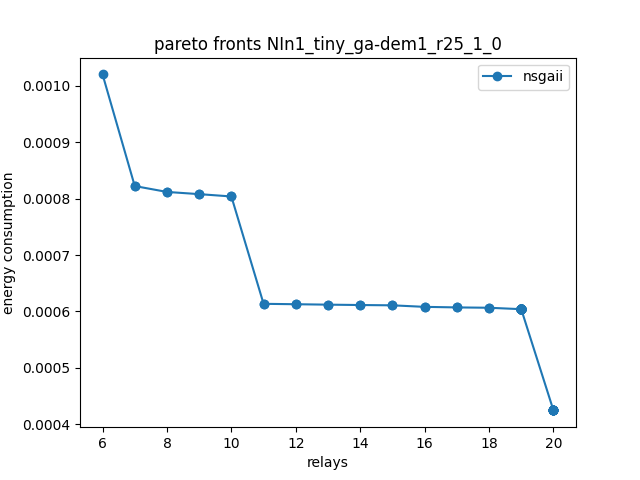 pareto fronts NIn1_tiny_ga-dem1_r25_1_0
nsgaii
energy consumption
0.0010
0.0009
0.0008
0.0007
0.0006
0.0005
0.0004
6 8 10 12 14 16 18 20
relays